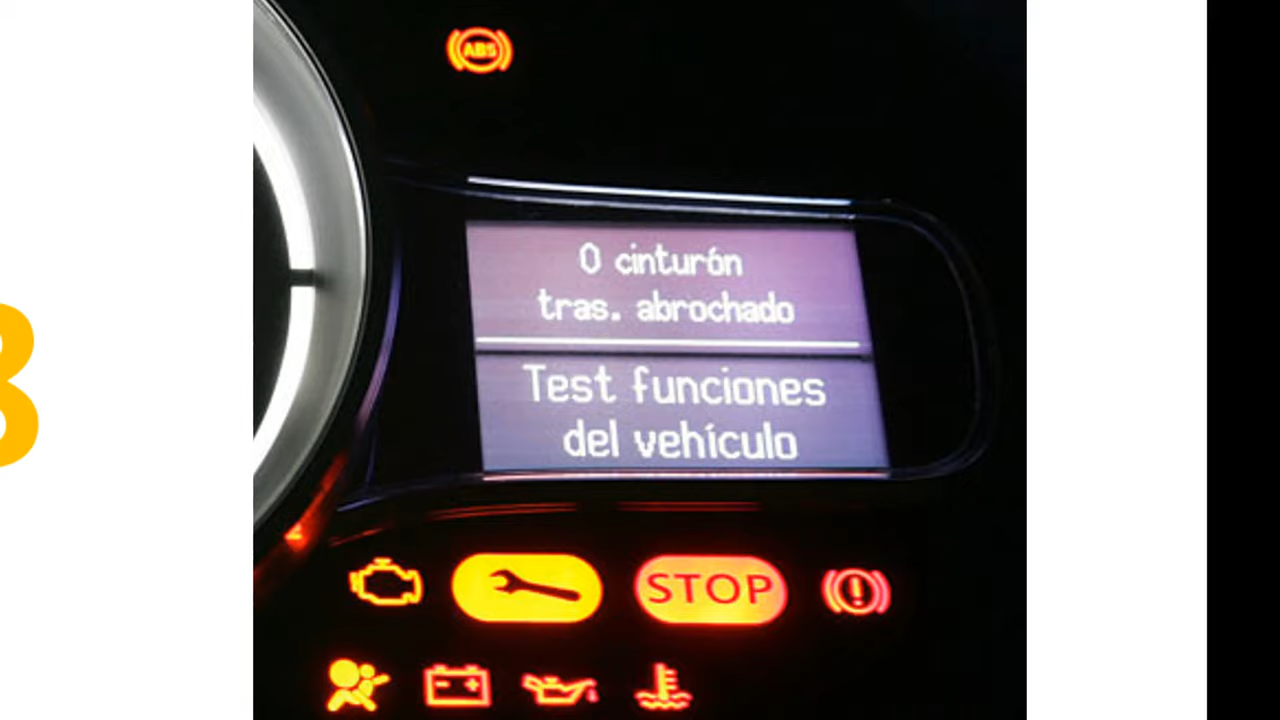 ABS
0 cinturón
tras. abrochado
Test funciones
del vehículo
STOP